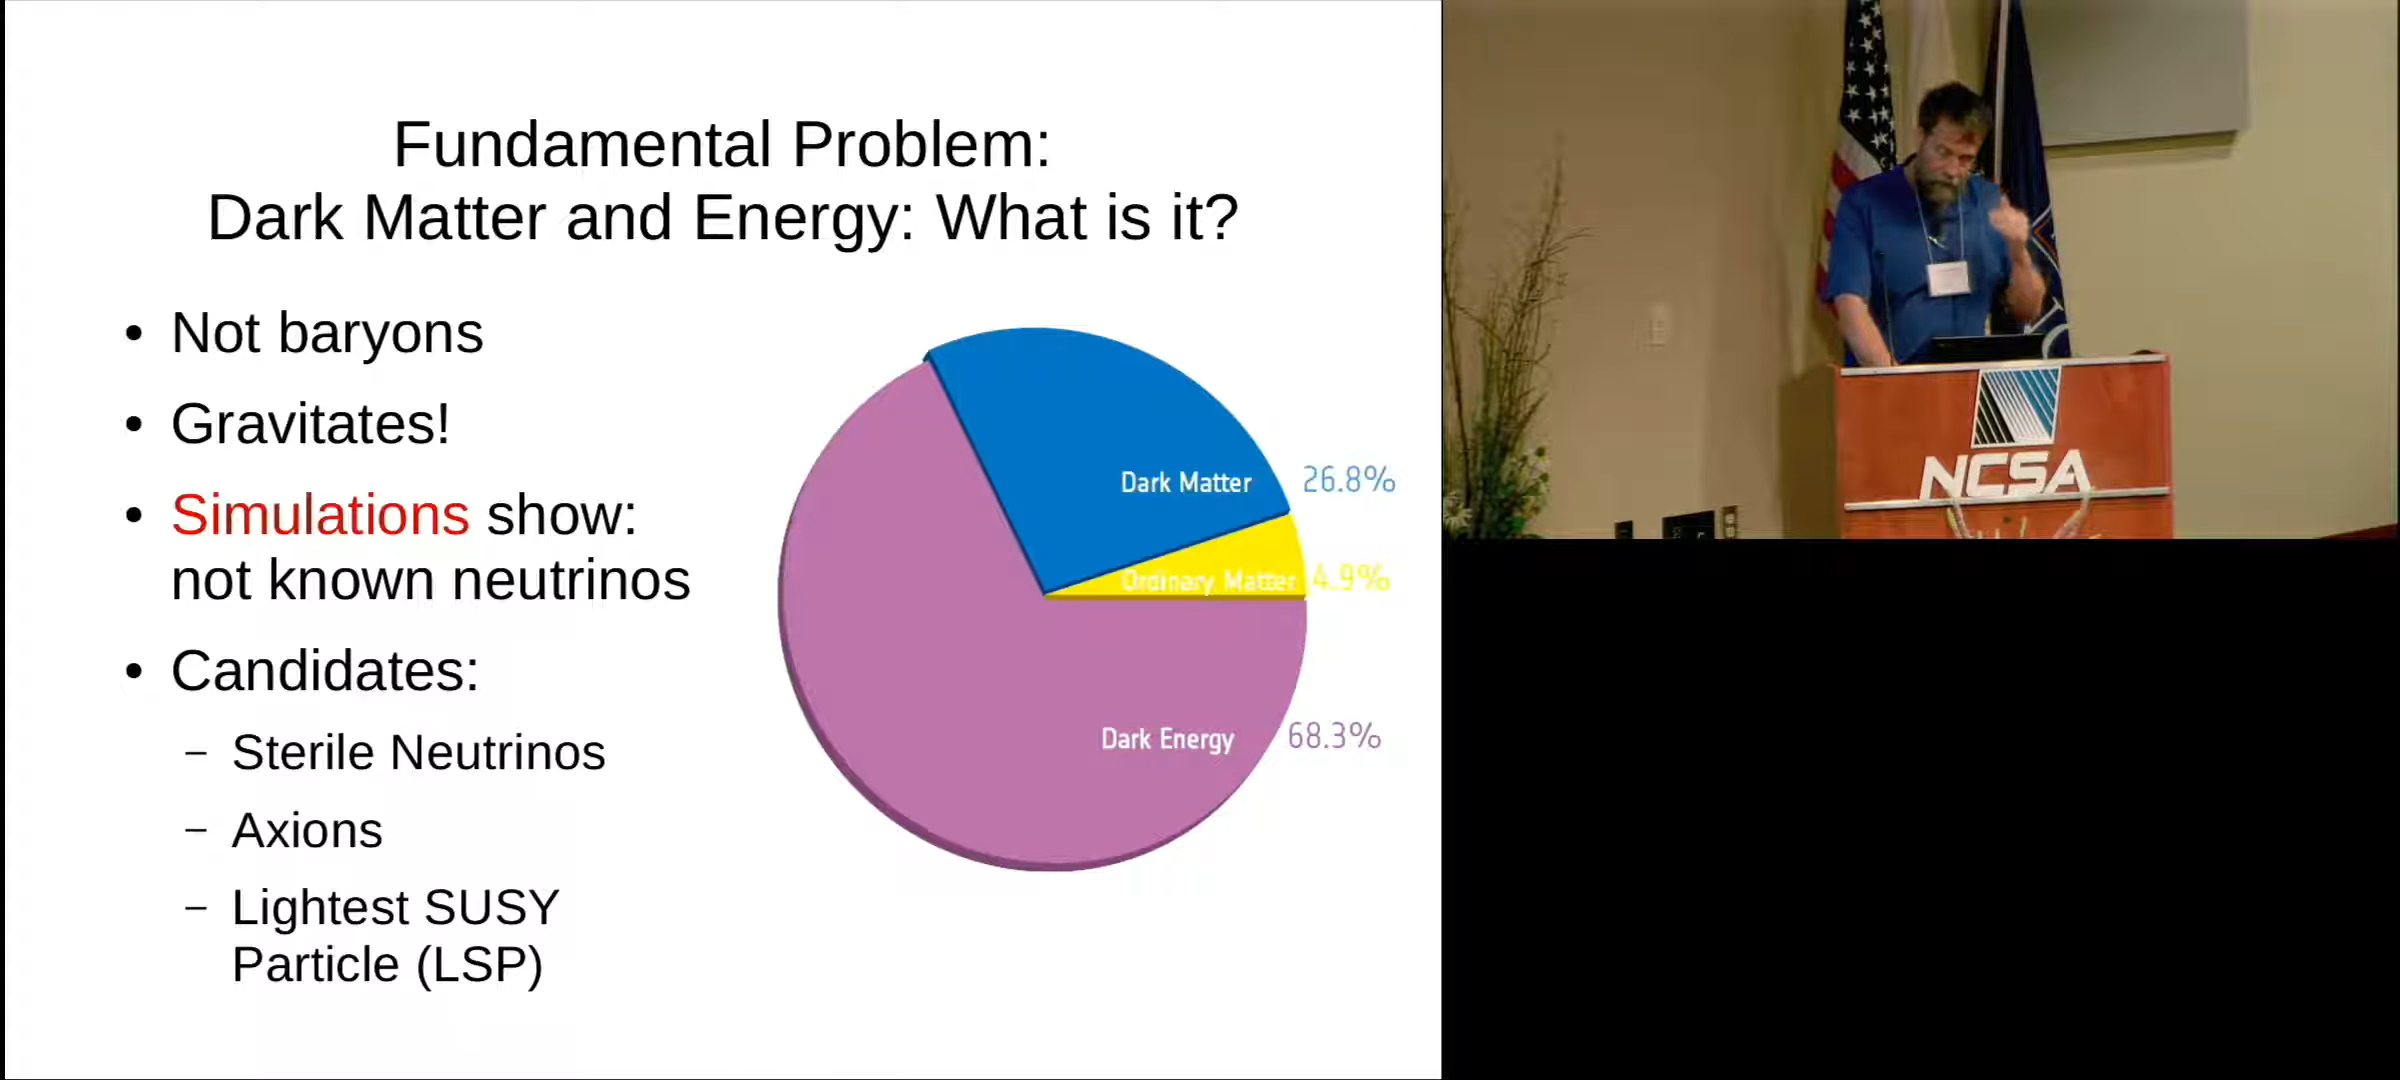 Fundamental Problem:
Dark Matter and Energy: What is it?
• Not baryons
• Gravitates!
• Simulations show:
not known neutrinos
• Candidates:
– Sterile Neutrinos
– Axions
– Lightest SUSY
Particle (LSP)
Dark Matter 26.8%
Ordinary Matter 4.9%
Dark Energy 68.3%
NCSA